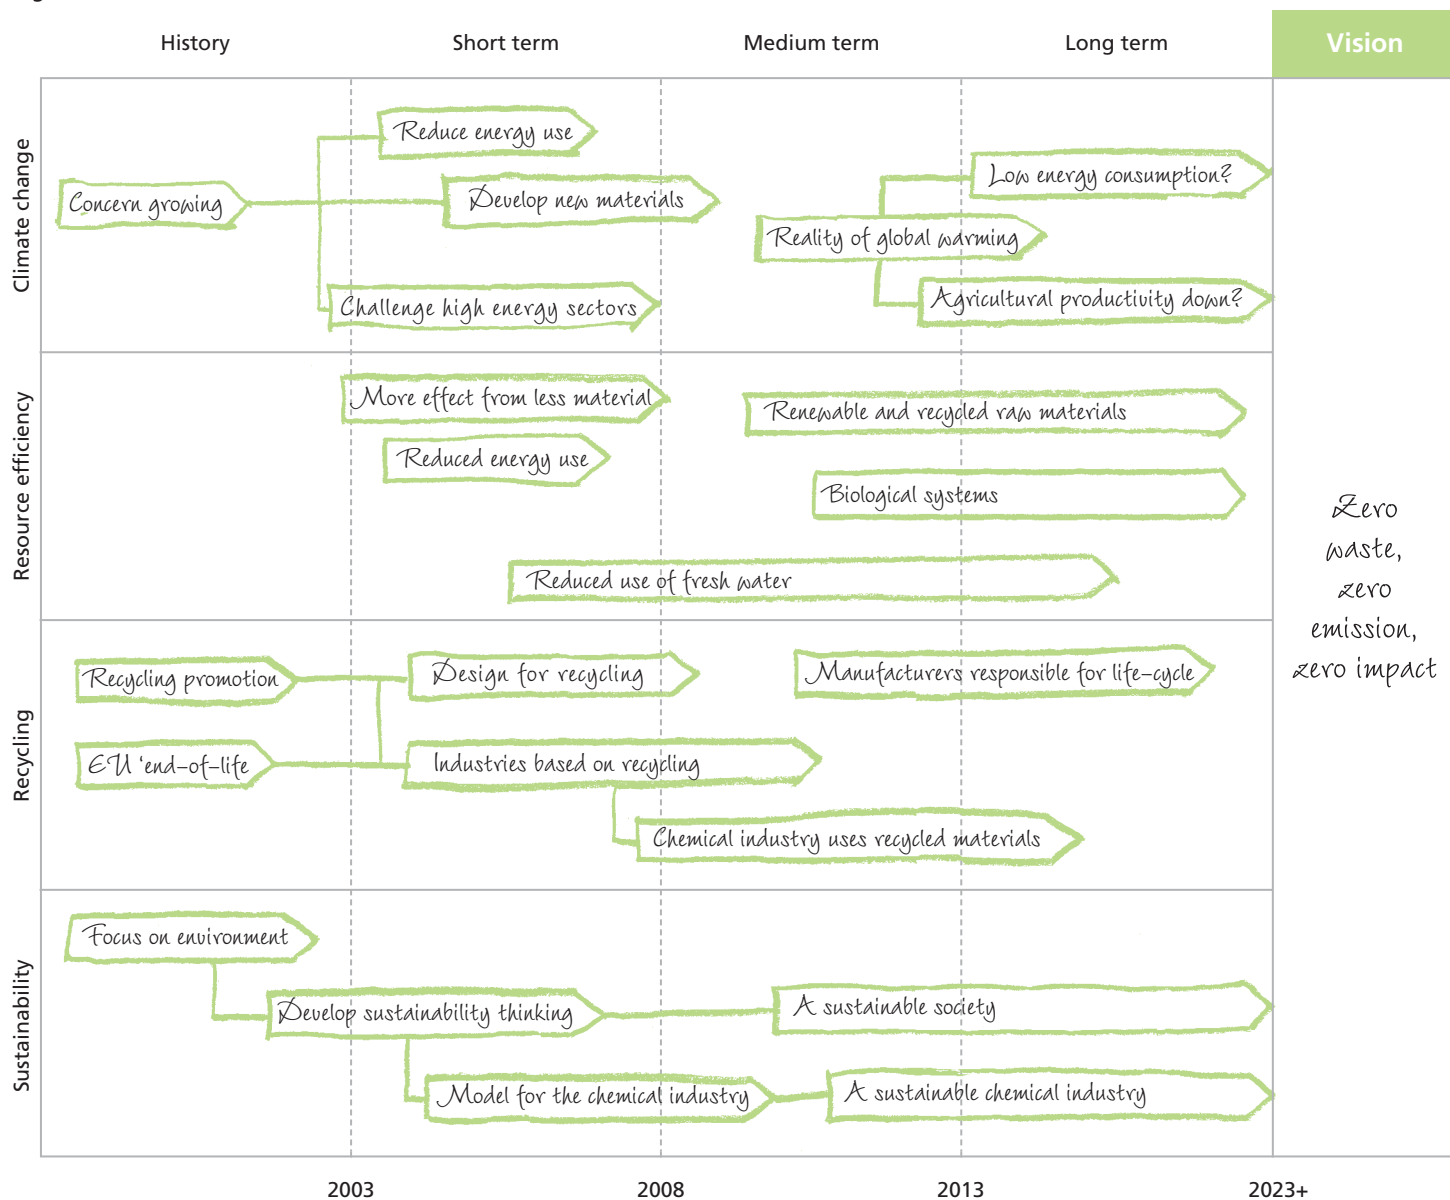 History
Short term
Medium term
Long term
Vision
Climate change
Reduce energy use
Low energy consumption?
Concern growing
Develop new materials
Reality of global warming
Challenge high energy sectors
Agricultural productivity down?
Resource efficiency
More effect from less material
Renewable and recycled raw materials
Reduced energy use
Biological systems
Reduced use of fresh water
Zero
waste,
zero
emission,
zero impact
Recycling
Recycling promotion
Design for recycling
Manufacturers responsible for life-cycle
EU 'end-of-life
Industries based on recycling
Chemical industry uses recycled materials
Sustainability
Focus on environment
Develop sustainability thinking
A sustainable society
Model for the chemical industry
A sustainable chemical industry
2003
2008
2013
2023+